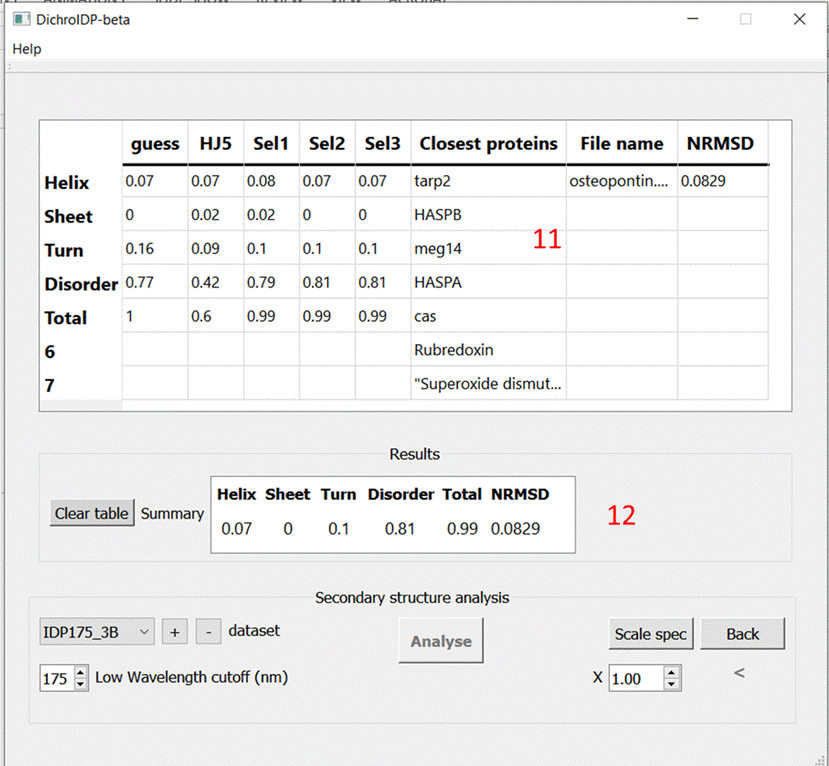 DichroIDP-beta
Help
guess HJ5 Sel1 Sel2 Sel3 Closest proteins File name NRMSD
Helix 0.07 0.07 0.08 0.07 0.07 tarp2 osteopontin.... 0.0829
Sheet 0 0.02 0.02 0 0 HASPB
11
Turn 0.16 0.09 0.1 0.1 0.1 meg14
Disorder 0.77 0.42 0.79 0.81 0.81 HASPA
Total 1 0.6 0.99 0.99 0.99 cas
6 Rubredoxin
7 "Superoxide dismut...
Results
Helix Sheet Turn Disorder Total NRMSD
Clear table Summary 12
0.07 0 0.1 0.81 0.99 0.0829
Secondary structure analysis
IDP175_3B + - dataset Analyse Scale spec Back
175 Low Wavelength cutoff (nm) X 1.00 <